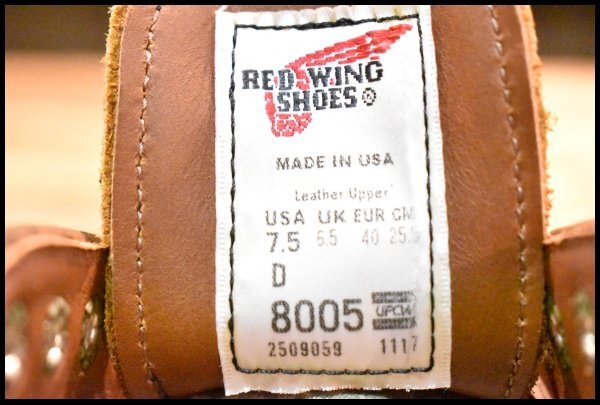 RED WING
SHOES®
MADE IN USA
Leather Upper
USA UK EUR CM
7.5 6.5 40 25.5
D
8005 UFCW
2509059 1117